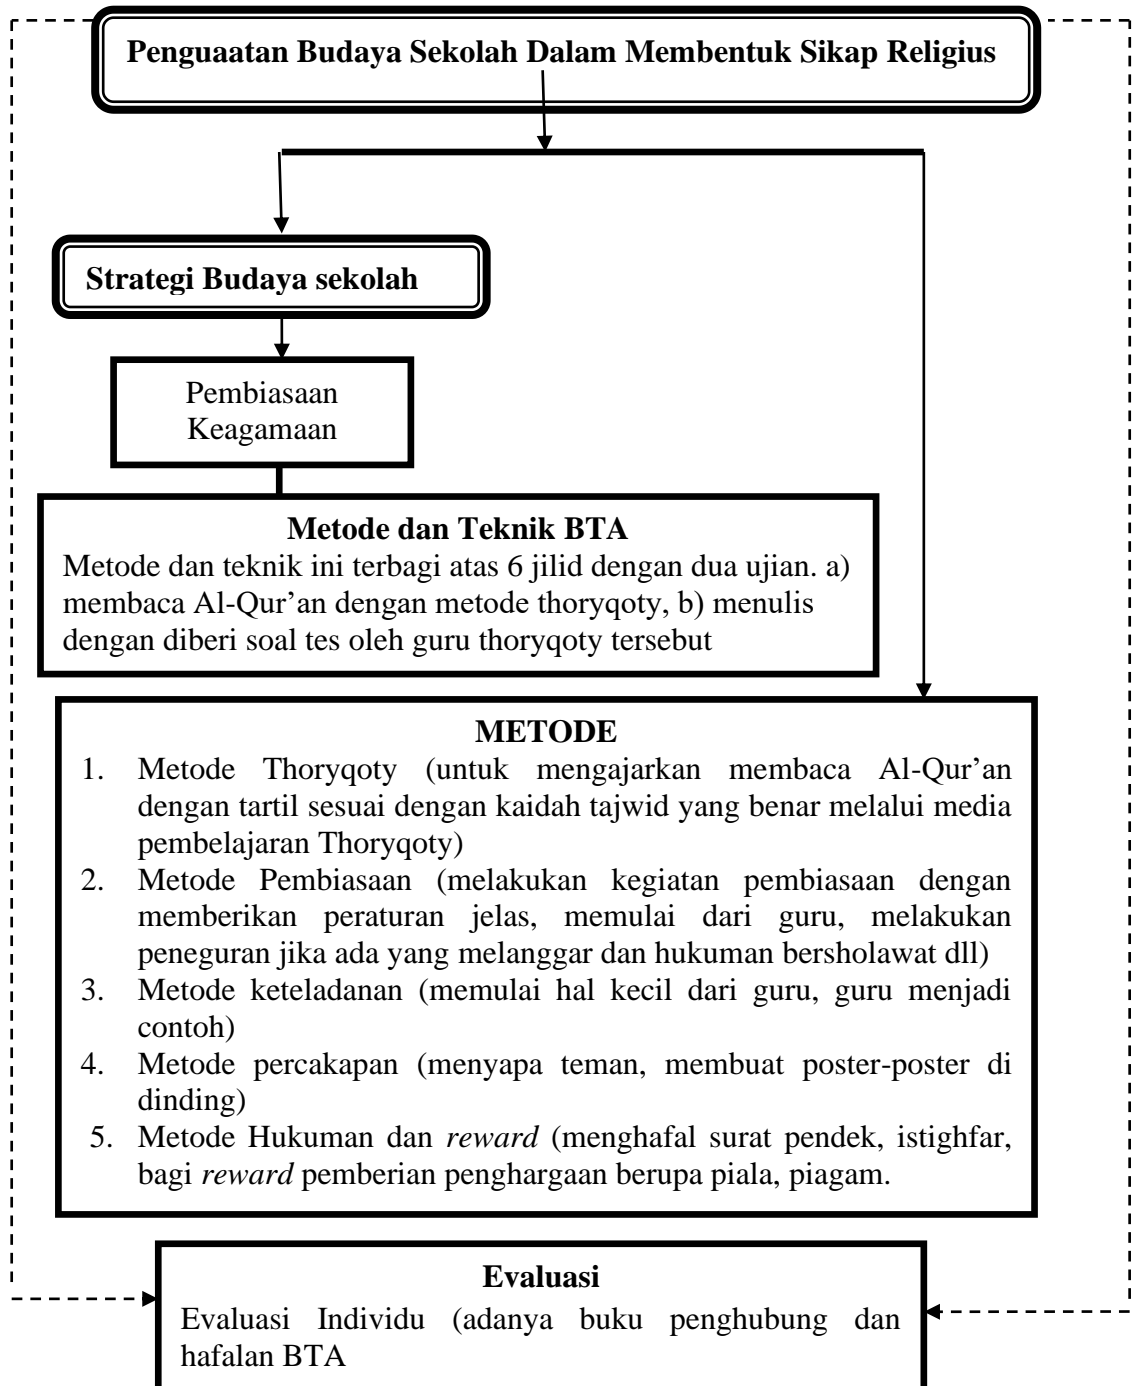 Penguaatan Budaya Sekolah Dalam Membentuk Sikap Religius
Strategi Budaya sekolah
Pembiasaan
Keagamaan
Metode dan Teknik BTA
Metode dan teknik ini terbagi atas 6 jilid dengan dua ujian. a)
membaca Al-Qur’an dengan metode thoryqoty, b) menulis
dengan diberi soal tes oleh guru thoryqoty tersebut
METODE
1. Metode Thoryqoty (untuk mengajarkan membaca Al-Qur’an
dengan tartil sesuai dengan kaidah tajwid yang benar melalui media
pembelajaran Thoryqoty)
2. Metode Pembiasaan (melakukan kegiatan pembiasaan dengan
memberikan peraturan jelas, memulai dari guru, melakukan
peneguran jika ada yang melanggar dan hukuman bersholawat dll)
3. Metode keteladanan (memulai hal kecil dari guru, guru menjadi
contoh)
4. Metode percakapan (menyapa teman, membuat poster-poster di
dinding)
5. Metode Hukuman dan reward (menghafal surat pendek, istighfar,
bagi reward pemberian penghargaan berupa piala, piagam.
Evaluasi
Evaluasi Individu (adanya buku penghubung dan
hafalan BTA